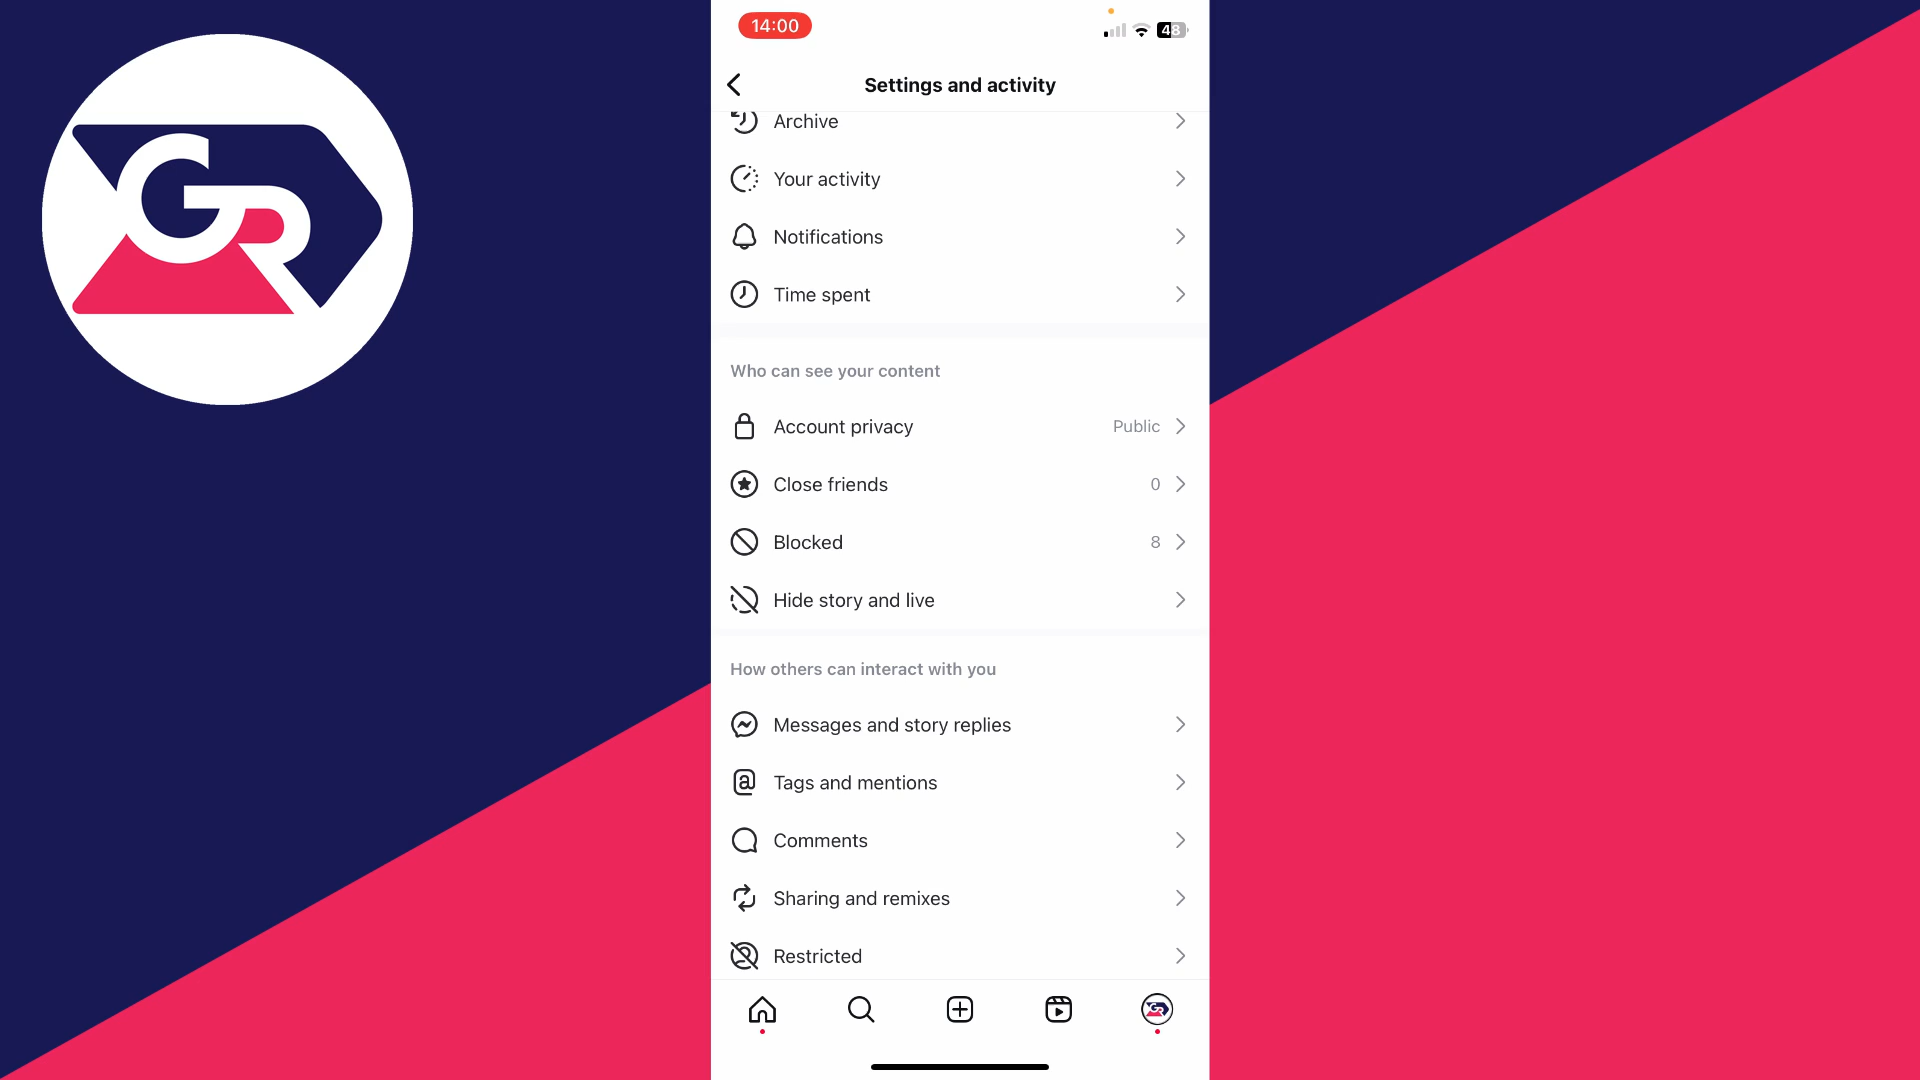 GR
14:00
48
Settings and activity
Archive
Your activity
Notifications
Time spent
Who can see your content
Account privacy Public
Close friends 0
Blocked 8
Hide story and live
How others can interact with you
Messages and story replies
Tags and mentions
Comments
Sharing and remixes
Restricted
GR